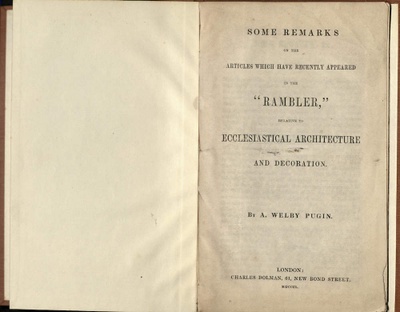 SOME REMARKS
ON THE
ARTICLES WHICH HAVE RECENTLY APPEARED
IN THE
"RAMBLER,"
RELATIVE TO
ECCLESIASTICAL ARCHITECTURE
AND DECORATION.
BY A. WELBY PUGIN.
LONDON:
CHARLES DOLMAN, 61, NEW BOND STREET.
MDCCCL.